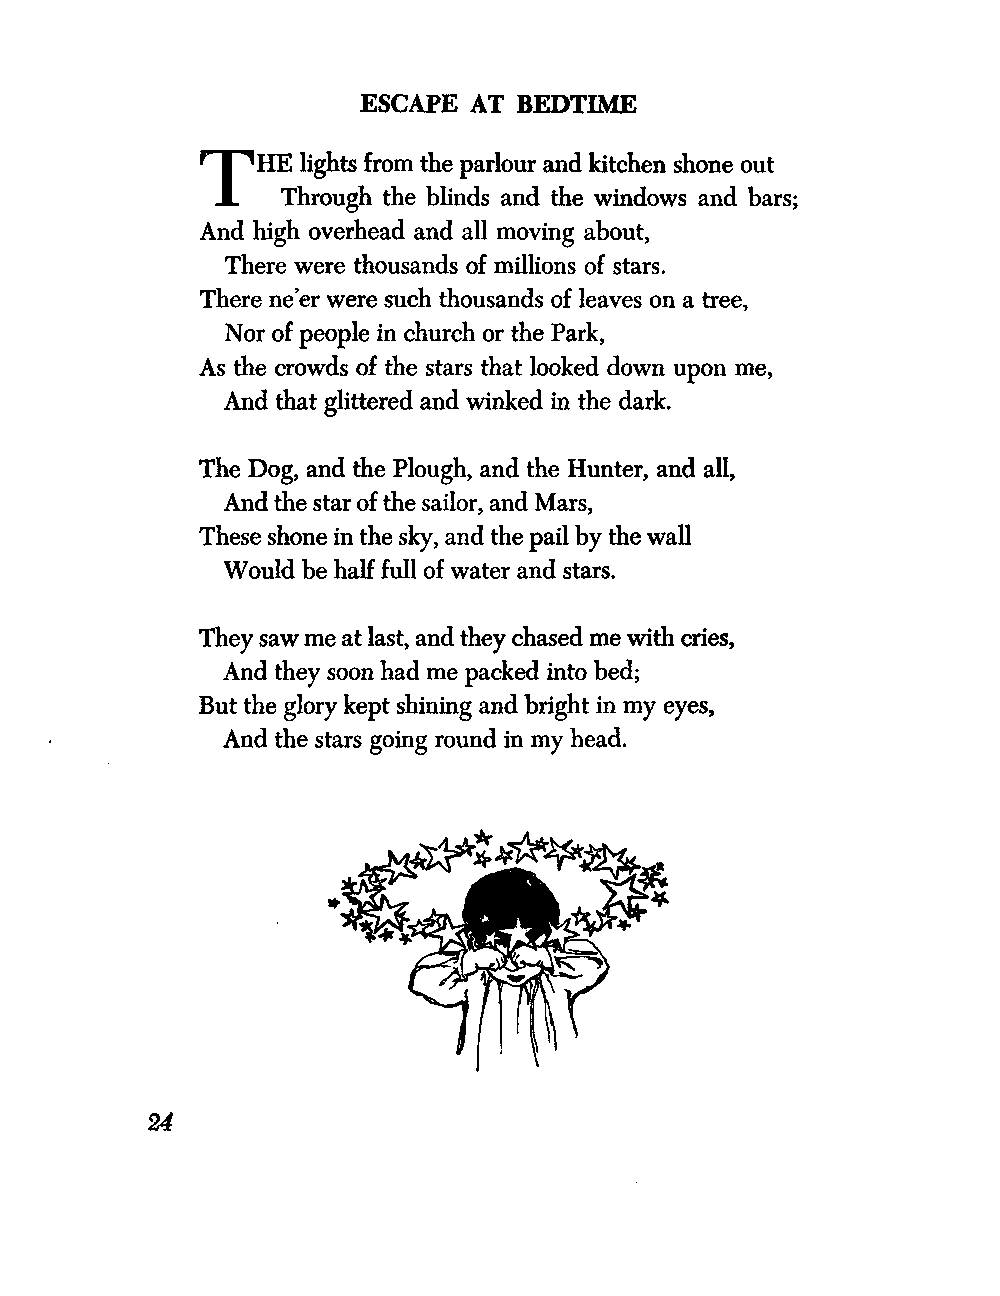 ESCAPE AT BEDTIME
THE lights from the parlour and kitchen shone out
Through the blinds and the windows and bars;
And high overhead and all moving about,
There were thousands of millions of stars.
There ne'er were such thousands of leaves on a tree,
Nor of people in church or the Park,
As the crowds of the stars that looked down upon me,
And that glittered and winked in the dark.
The Dog, and the Plough, and the Hunter, and all,
And the star of the sailor, and Mars,
These shone in the sky, and the pail by the wall
Would be half full of water and stars.
They saw me at last, and they chased me with cries,
And they soon had me packed into bed;
But the glory kept shining and bright in my eyes,
And the stars going round in my head.
24